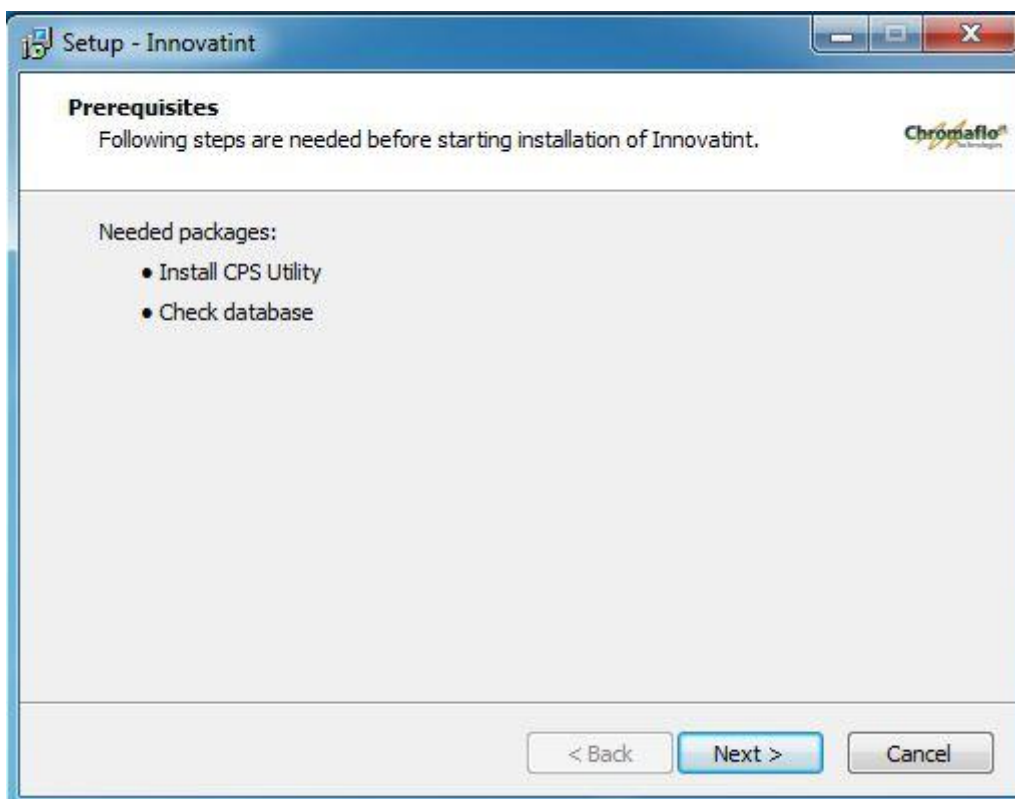 Setup - Innovatint
Prerequisites
Following steps are needed before starting installation of Innovatint.
Chromaflo
Technologies
Needed packages:
● Install CPS Utility
● Check database
< Back
Next >
Cancel